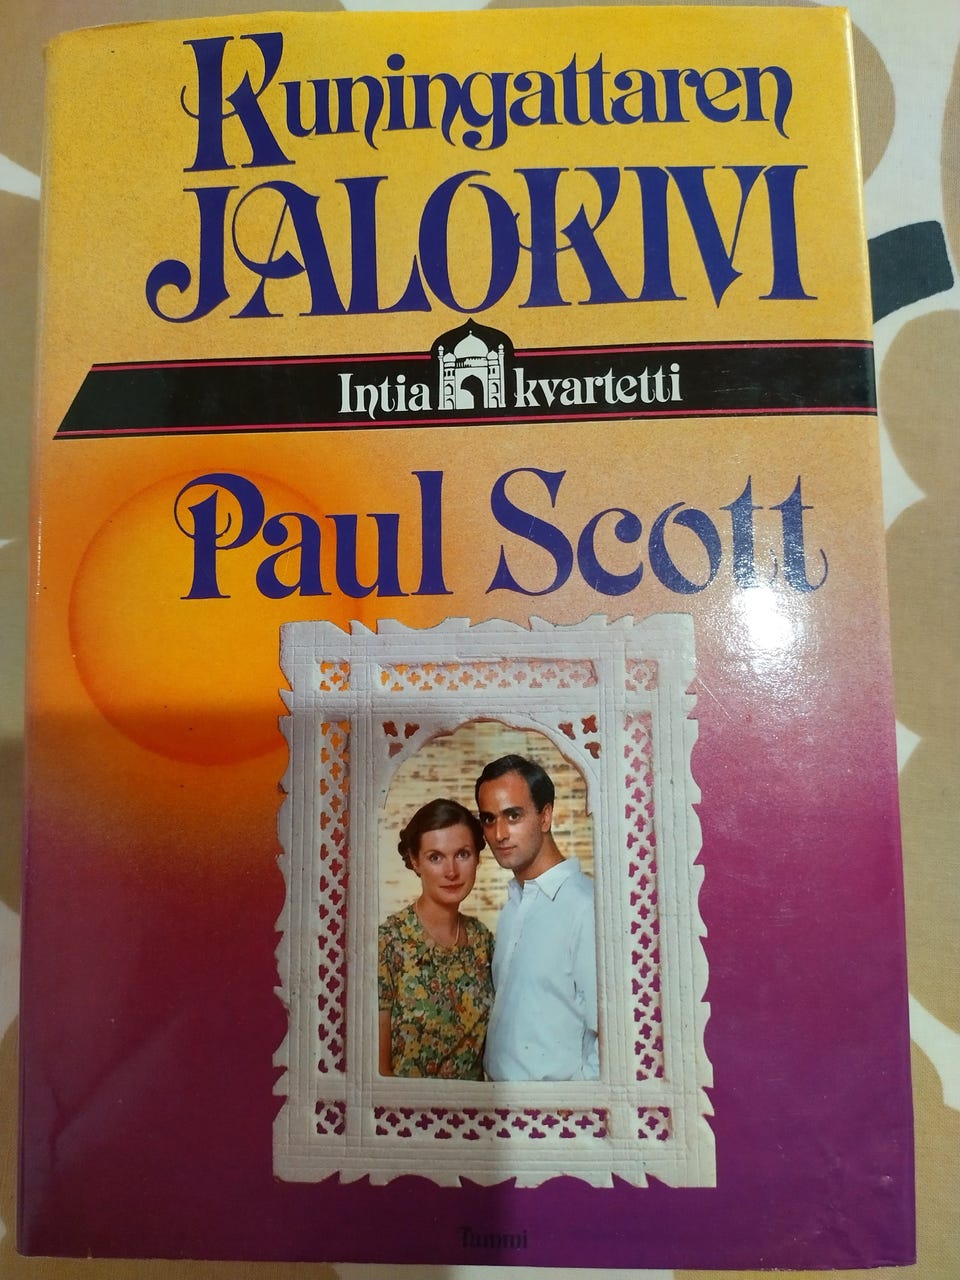 Kuningattaren
JALOKIVI
Intia kvartetti
Paul Scott
Tammi